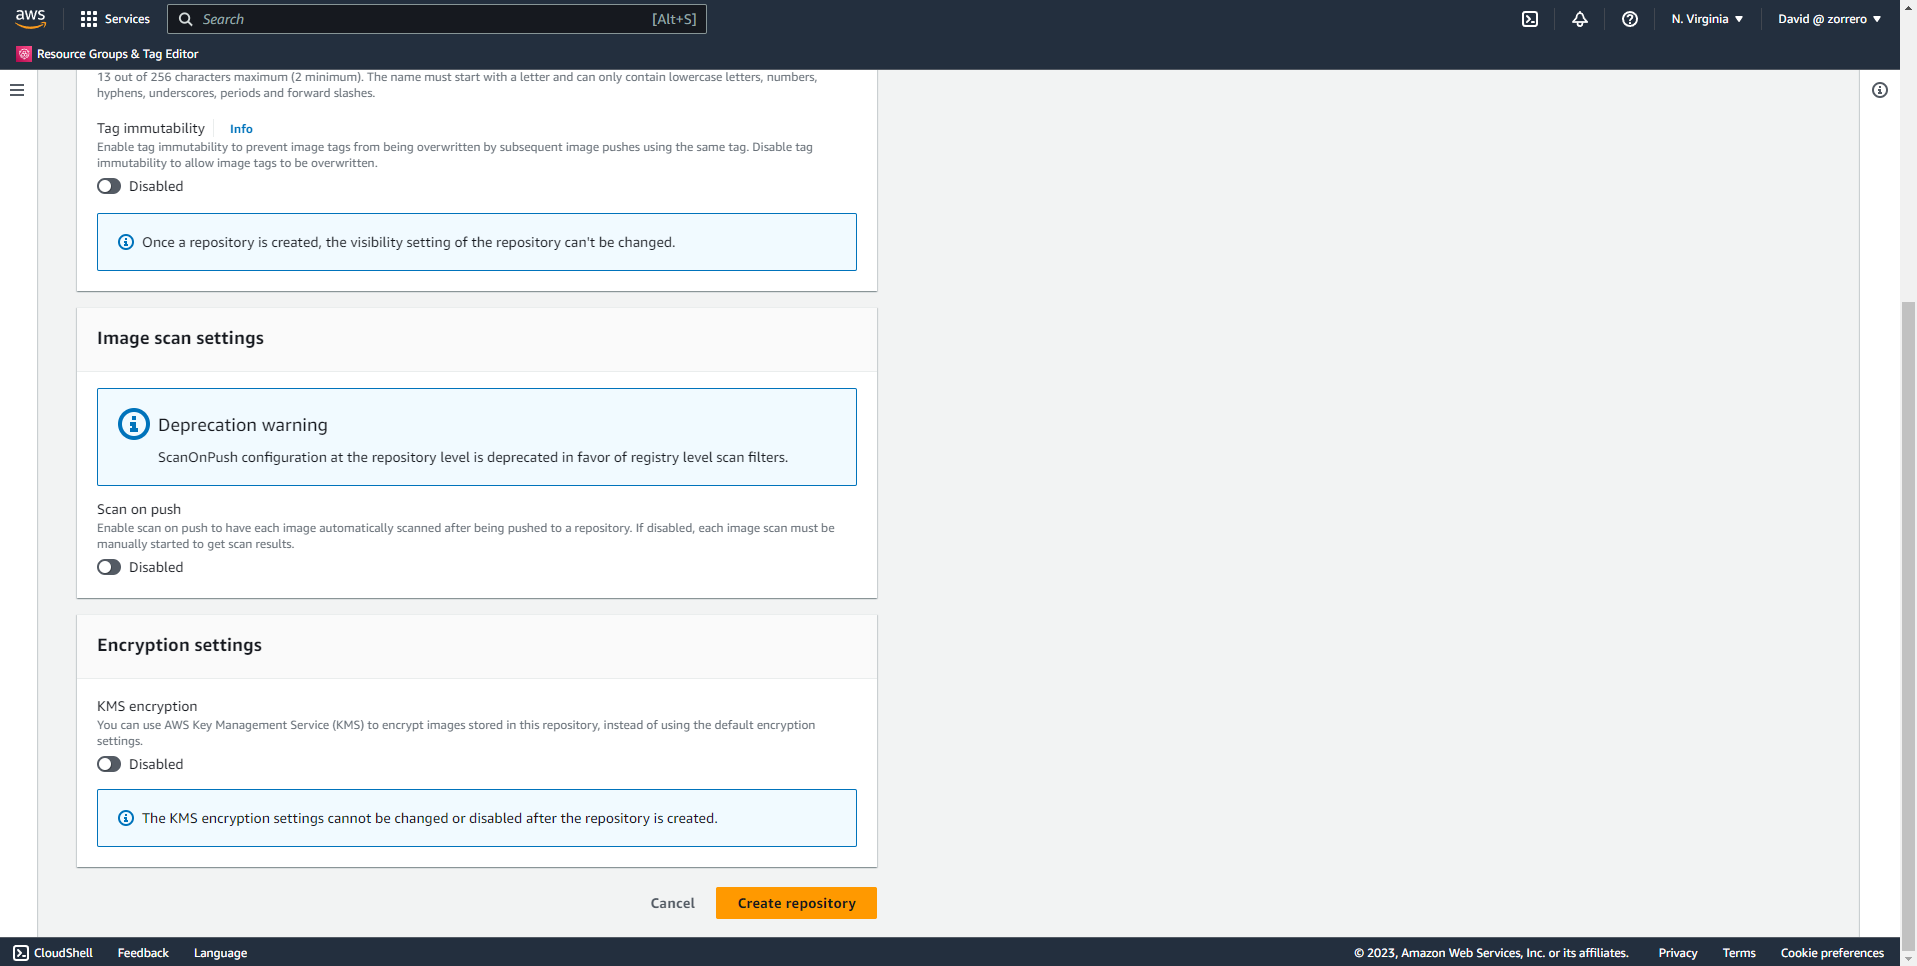 aws
Services
Search
[Alt+S]
N. Virginia
David @ zorrero
Resource Groups & Tag Editor
13 out of 256 characters maximum (2 minimum). The name must start with a letter and can only contain lowercase letters, numbers,
hyphens, underscores, periods and forward slashes.
Tag immutability
Info
Enable tag immutability to prevent image tags from being overwritten by subsequent image pushes using the same tag. Disable tag
immutability to allow image tags to be overwritten.
Disabled
Once a repository is created, the visibility setting of the repository can't be changed.
Image scan settings
Deprecation warning
ScanOnPush configuration at the repository level is deprecated in favor of registry level scan filters.
Scan on push
Enable scan on push to have each image automatically scanned after being pushed to a repository. If disabled, each image scan must be
manually started to get scan results.
Disabled
Encryption settings
KMS encryption
You can use AWS Key Management Service (KMS) to encrypt images stored in this repository, instead of using the default encryption
settings.
Disabled
The KMS encryption settings cannot be changed or disabled after the repository is created.
Cancel
Create repository
CloudShell
Feedback
Language
© 2023, Amazon Web Services, Inc. or its affiliates.
Privacy
Terms
Cookie preferences